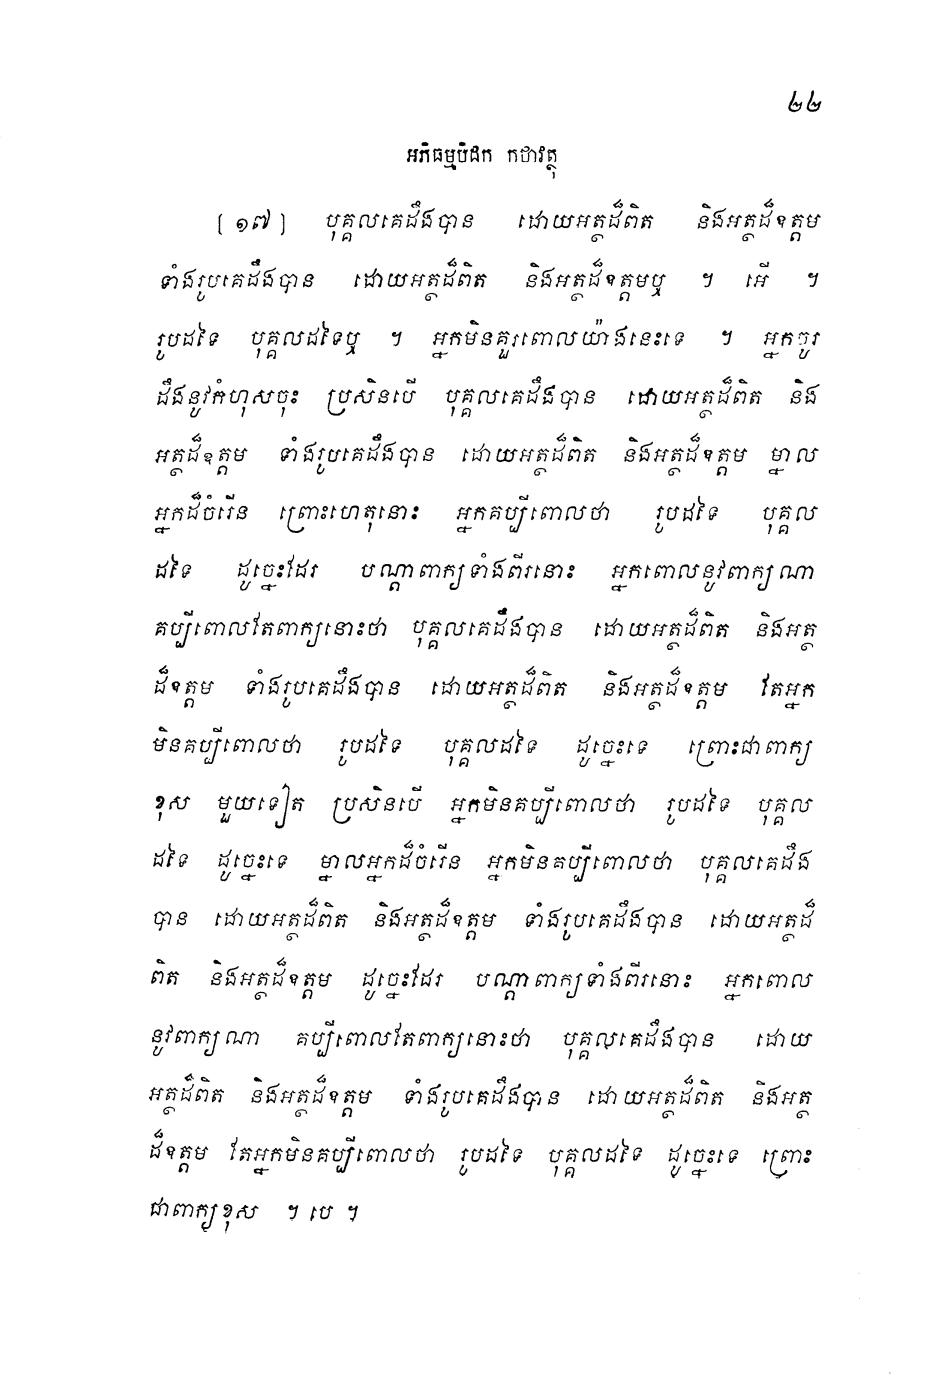 ២២
អភិធម្មបិដក កថាវត្ថុ
[១៧] បុគ្គលគេដឹងបាន ដោយអត្ថដ៏ពិត និងអត្ថដ៏ឧត្តម
ទាំងរូបគេដឹងបាន ដោយអត្ថដ៏ពិត និងអត្ថដ៏ឧត្តមឬ ។ អើ ។
រូបដទៃ បុគ្គលដទៃឬ ។ អ្នកមិនគួរពោលយ៉ាងនេះទេ ។ អ្នកចូរ
ដឹងនូវកំហុសចុះ ប្រសិនបើ បុគ្គលគេដឹងបាន ដោយអត្ថដ៏ពិត និង
អត្ថដ៏ឧត្តម ទាំងរូបគេដឹងបាន ដោយអត្ថដ៏ពិត និងអត្ថដ៏ឧត្តម ម្នាល
អ្នកដ៏ចំរើន ព្រោះហេតុនោះ អ្នកគប្បីពោលថា រូបដទៃ បុគ្គល
ដទៃ ដូច្នេះដែរ បណ្តាពាក្យទាំងពីរនោះ អ្នកពោលនូវពាក្យណា
គប្បីពោលតែពាក្យនោះថា បុគ្គលគេដឹងបាន ដោយអត្ថដ៏ពិត និងអត្ថ
ដ៏ឧត្តម ទាំងរូបគេដឹងបាន ដោយអត្ថដ៏ពិត និងអត្ថដ៏ឧត្តម តែអ្នក
មិនគប្បីពោលថា រូបដទៃ បុគ្គលដទៃ ដូច្នេះទេ ព្រោះជាពាក្យ
ខុស មួយទៀត ប្រសិនបើ អ្នកមិនគប្បីពោលថា រូបដទៃ បុគ្គល
ដទៃ ដូច្នេះទេ ម្នាលអ្នកដ៏ចំរើន អ្នកមិនគប្បីពោលថា បុគ្គលគេដឹង
បាន ដោយអត្ថដ៏ពិត និងអត្ថដ៏ឧត្តម ទាំងរូបគេដឹងបាន ដោយអត្ថដ៏
ពិត និងអត្ថដ៏ឧត្តម ដូច្នេះដែរ បណ្តាពាក្យទាំងពីរនោះ អ្នកពោល
នូវពាក្យណា គប្បីពោលតែពាក្យនោះថា បុគ្គលគេដឹងបាន ដោយ
អត្ថដ៏ពិត និងអត្ថដ៏ឧត្តម ទាំងរូបគេដឹងបាន ដោយអត្ថដ៏ពិត និងអត្ថ
ដ៏ឧត្តម តែអ្នកមិនគប្បីពោលថា រូបដទៃ បុគ្គលដទៃ ដូច្នេះទេ ព្រោះ
ជាពាក្យខុស ។ បេ ។